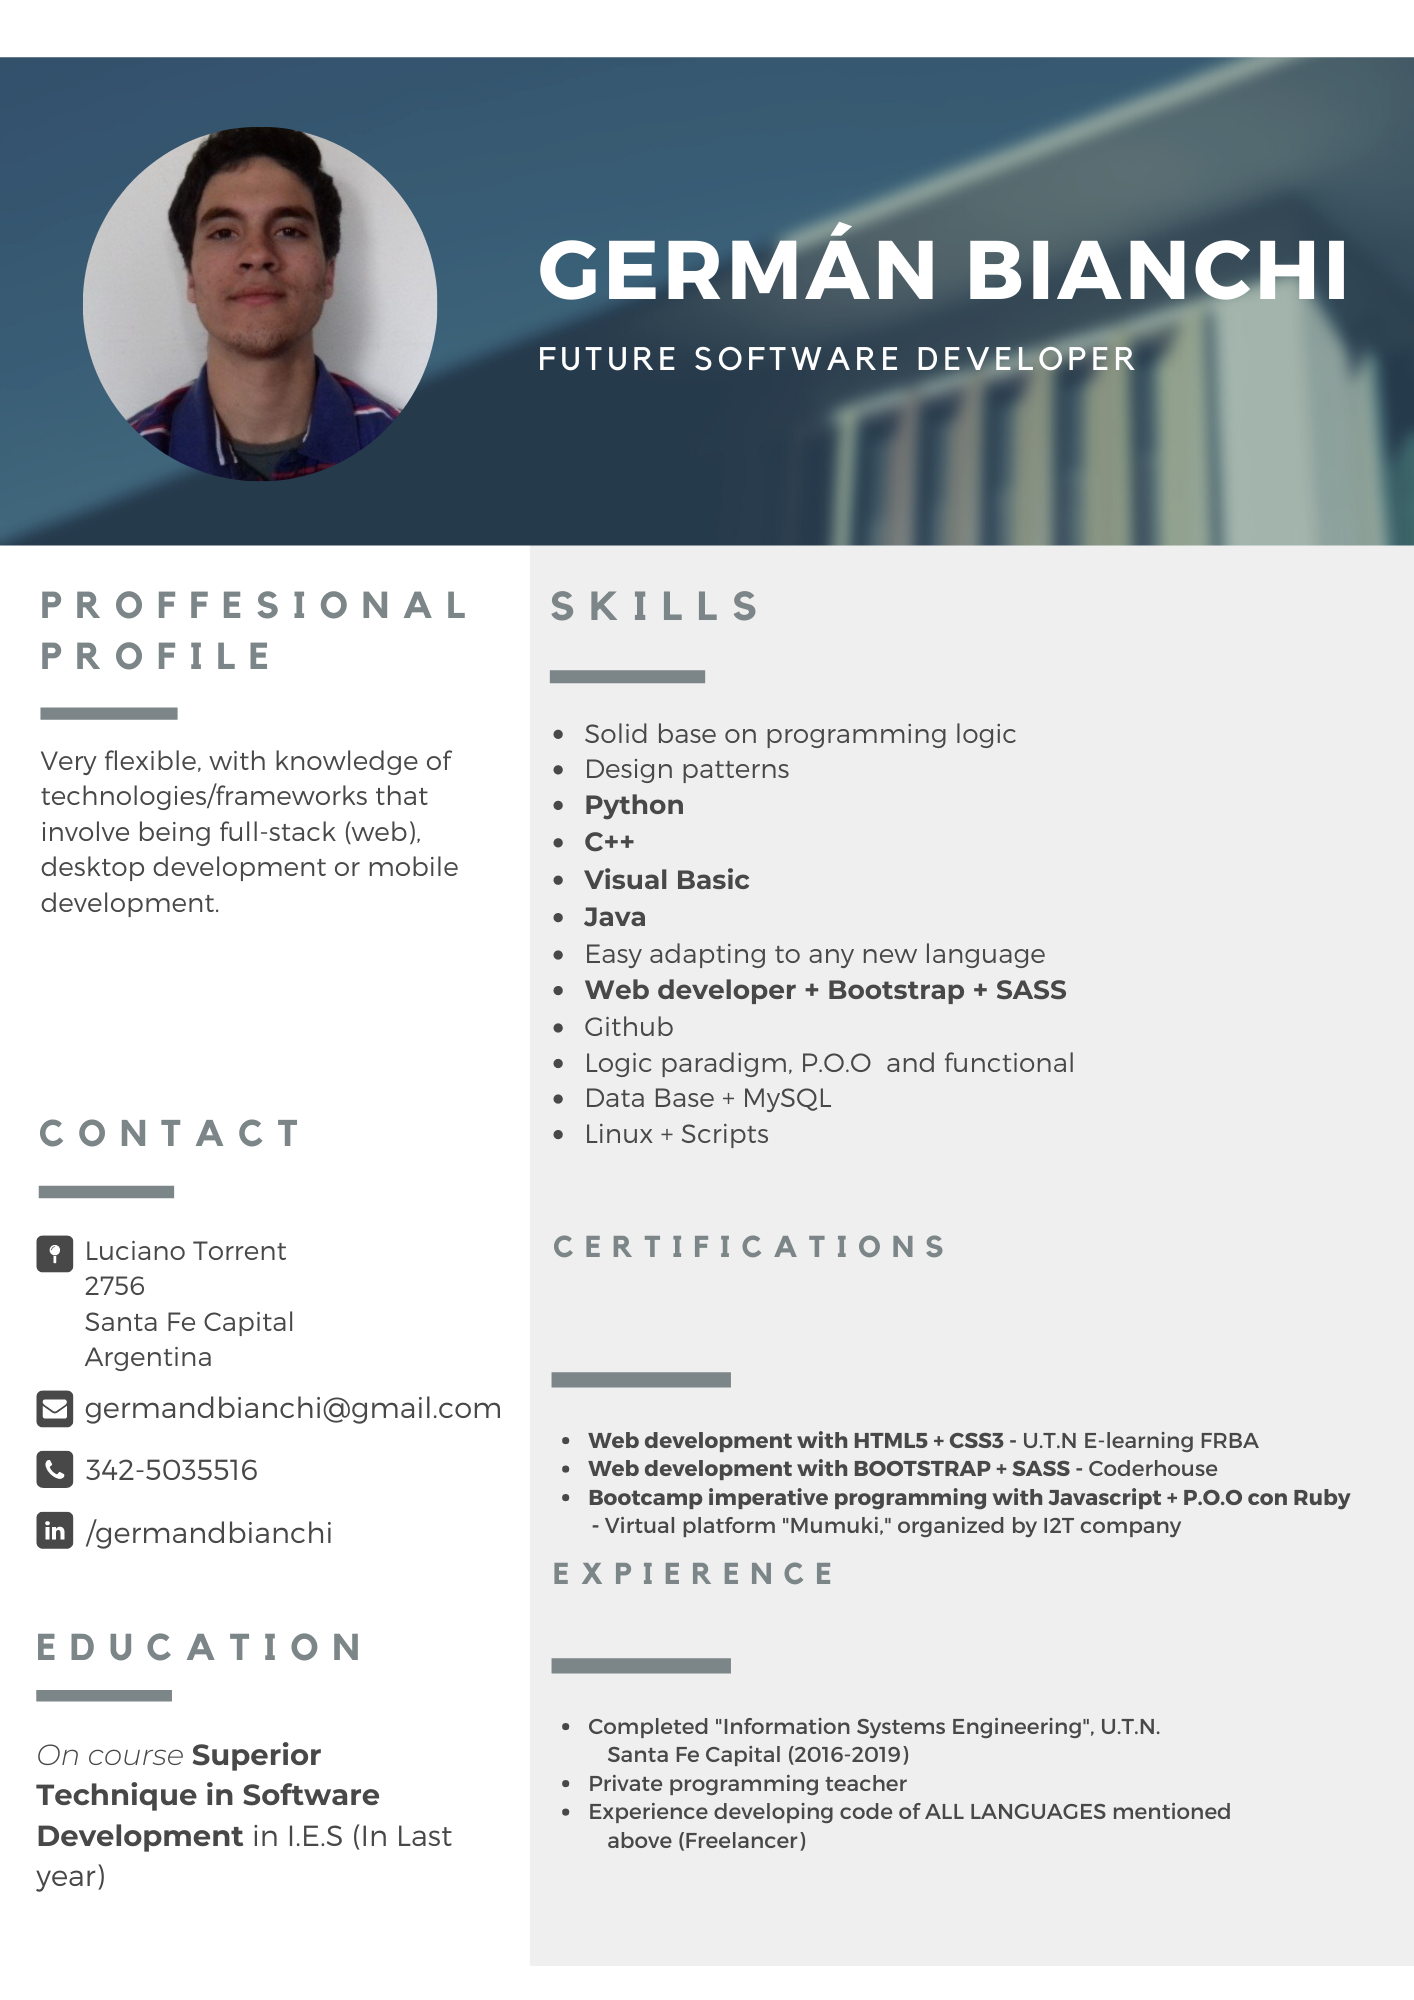 GERMÁN BIANCHI
FUTURE SOFTWARE DEVELOPER
PROFFESIONAL
PROFILE
Very flexible, with knowledge of
technologies/frameworks that
involve being full-stack (web),
desktop development or mobile
development.
CONTACT
Luciano Torrent
2756
Santa Fe Capital
Argentina
germandbianchi@gmail.com
342-5035516
in /germandbianchi
EDUCATION
On course Superior
Technique in Software
Development in I.E.S (In Last
year)
SKILLS
• Solid base on programming logic
• Design patterns
• Python
• C++
• Visual Basic
• Java
• Easy adapting to any new language
• Web developer + Bootstrap + SASS
• Github
• Logic paradigm, P.O.O  and functional
• Data Base + MySQL
• Linux + Scripts
CERTIFICATIONS
• Web development with HTML5 + CSS3 - U.T.N E-learning FRBA
• Web development with BOOTSTRAP + SASS - Coderhouse
• Bootcamp imperative programming with Javascript + P.O.O con Ruby
- Virtual platform "Mumuki," organized by I2T company
EXPIERENCE
• Completed "Information Systems Engineering", U.T.N.
Santa Fe Capital (2016-2019)
• Private programming teacher
• Experience developing code of ALL LANGUAGES mentioned
above (Freelancer)